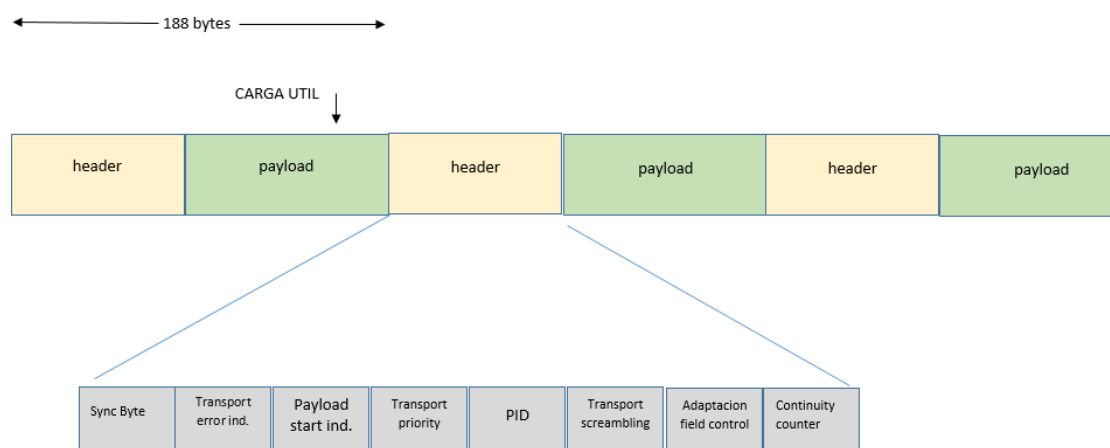 188 bytes
CARGA UTIL
header
payload
header
payload
header
payload
Sync Byte
Transport
error ind.
Payload
start ind.
Transport
priority
PID
Transport
screambling
Adaptacion
field control
Continuity
counter